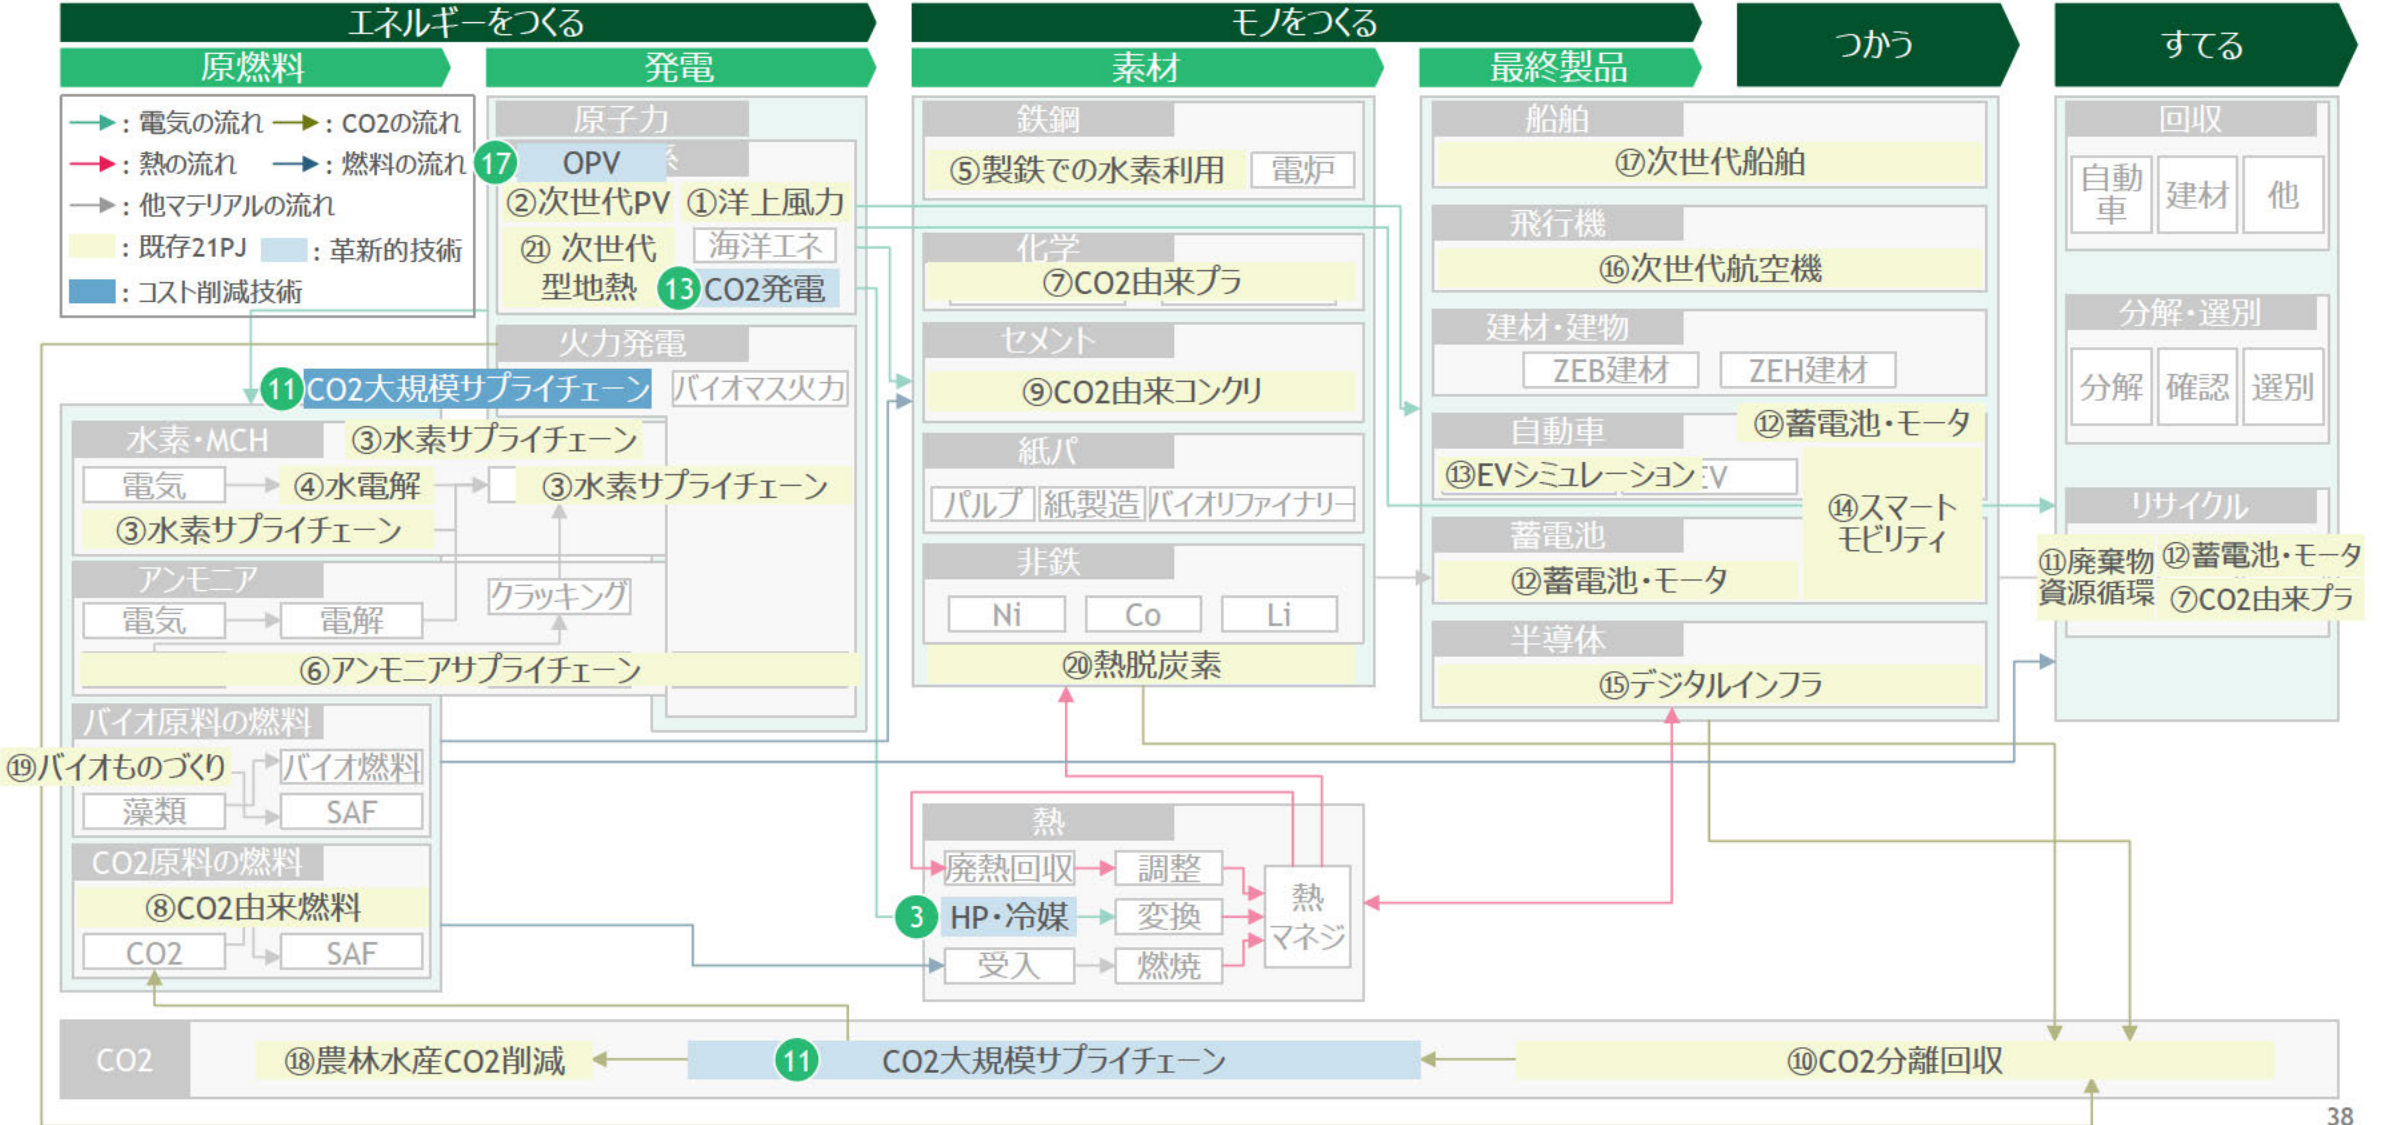 エネルギーをつくる
モノをつくる
つかう
すてる
原燃料
発電
素材
最終製品
→: 電気の流れ
→: CO2の流れ
→: 熱の流れ
→: 燃料の流れ
→: 他マテリアルの流れ
: 既存21PJ
: 革新的技術
: コスト削減技術
原子力
系
17
OPV
②次世代PV
①洋上風力
㉑ 次世代
型地熱
海洋エネ
13
CO2発電
火力発電
11
CO2大規模サプライチェーン
バイオマス火力
水素・MCH
③水素サプライチェーン
電気
④水電解
③水素サプライチェーン
③水素サプライチェーン
アンモニア
クラッキング
電気
電解
⑥アンモニアサプライチェーン
バイオ原料の燃料
⑲バイオものづくり
バイオ燃料
藻類
SAF
CO2原料の燃料
⑧CO2由来燃料
CO2
SAF
鉄鋼
⑤製鉄での水素利用
電炉
化学
⑦CO2由来プラ
セメント
⑨CO2由来コンクリ
紙パ
パルプ
紙製造
バイオリファイナリー
非鉄
Ni
Co
Li
⑳熱脱炭素
熱
廃熱回収
調整
3
HP・冷媒
変換
受入
燃焼
熱
マネジ
船舶
⑰次世代船舶
飛行機
⑯次世代航空機
建材・建物
ZEB建材
ZEH建材
自動車
⑫蓄電池・モータ
⑬EVシミュレーション
EV
⑭スマート
モビリティ
蓄電池
⑫蓄電池・モータ
半導体
⑮デジタルインフラ
回収
自動
車
建材
他
分解・選別
分解
確認
選別
リサイクル
⑪廃棄物
資源循環
⑫蓄電池・モータ
⑦CO2由来プラ
CO2
⑱農林水産CO2削減
11
CO2大規模サプライチェーン
⑩CO2分離回収
38